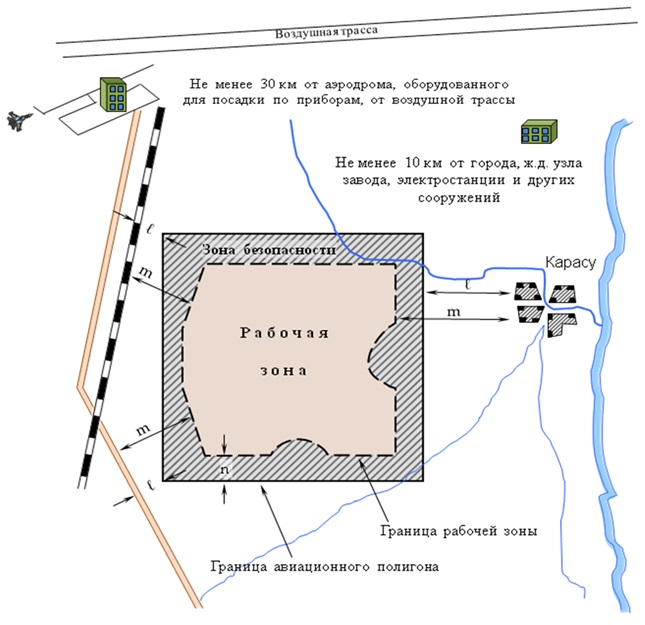 Воздушная трасса
Не менее 30 км от аэродрома, оборудованного
для посадки по приборам, от воздушной трассы
Не менее 10 км от города, ж.д. узла
завода, электростанции и других
сооружений
Зона безопасности
Карасу
ℓ
m
ℓ
m
Рабочая
зона
m
n
ℓ
Граница рабочей зоны
Граница авиационного полигона